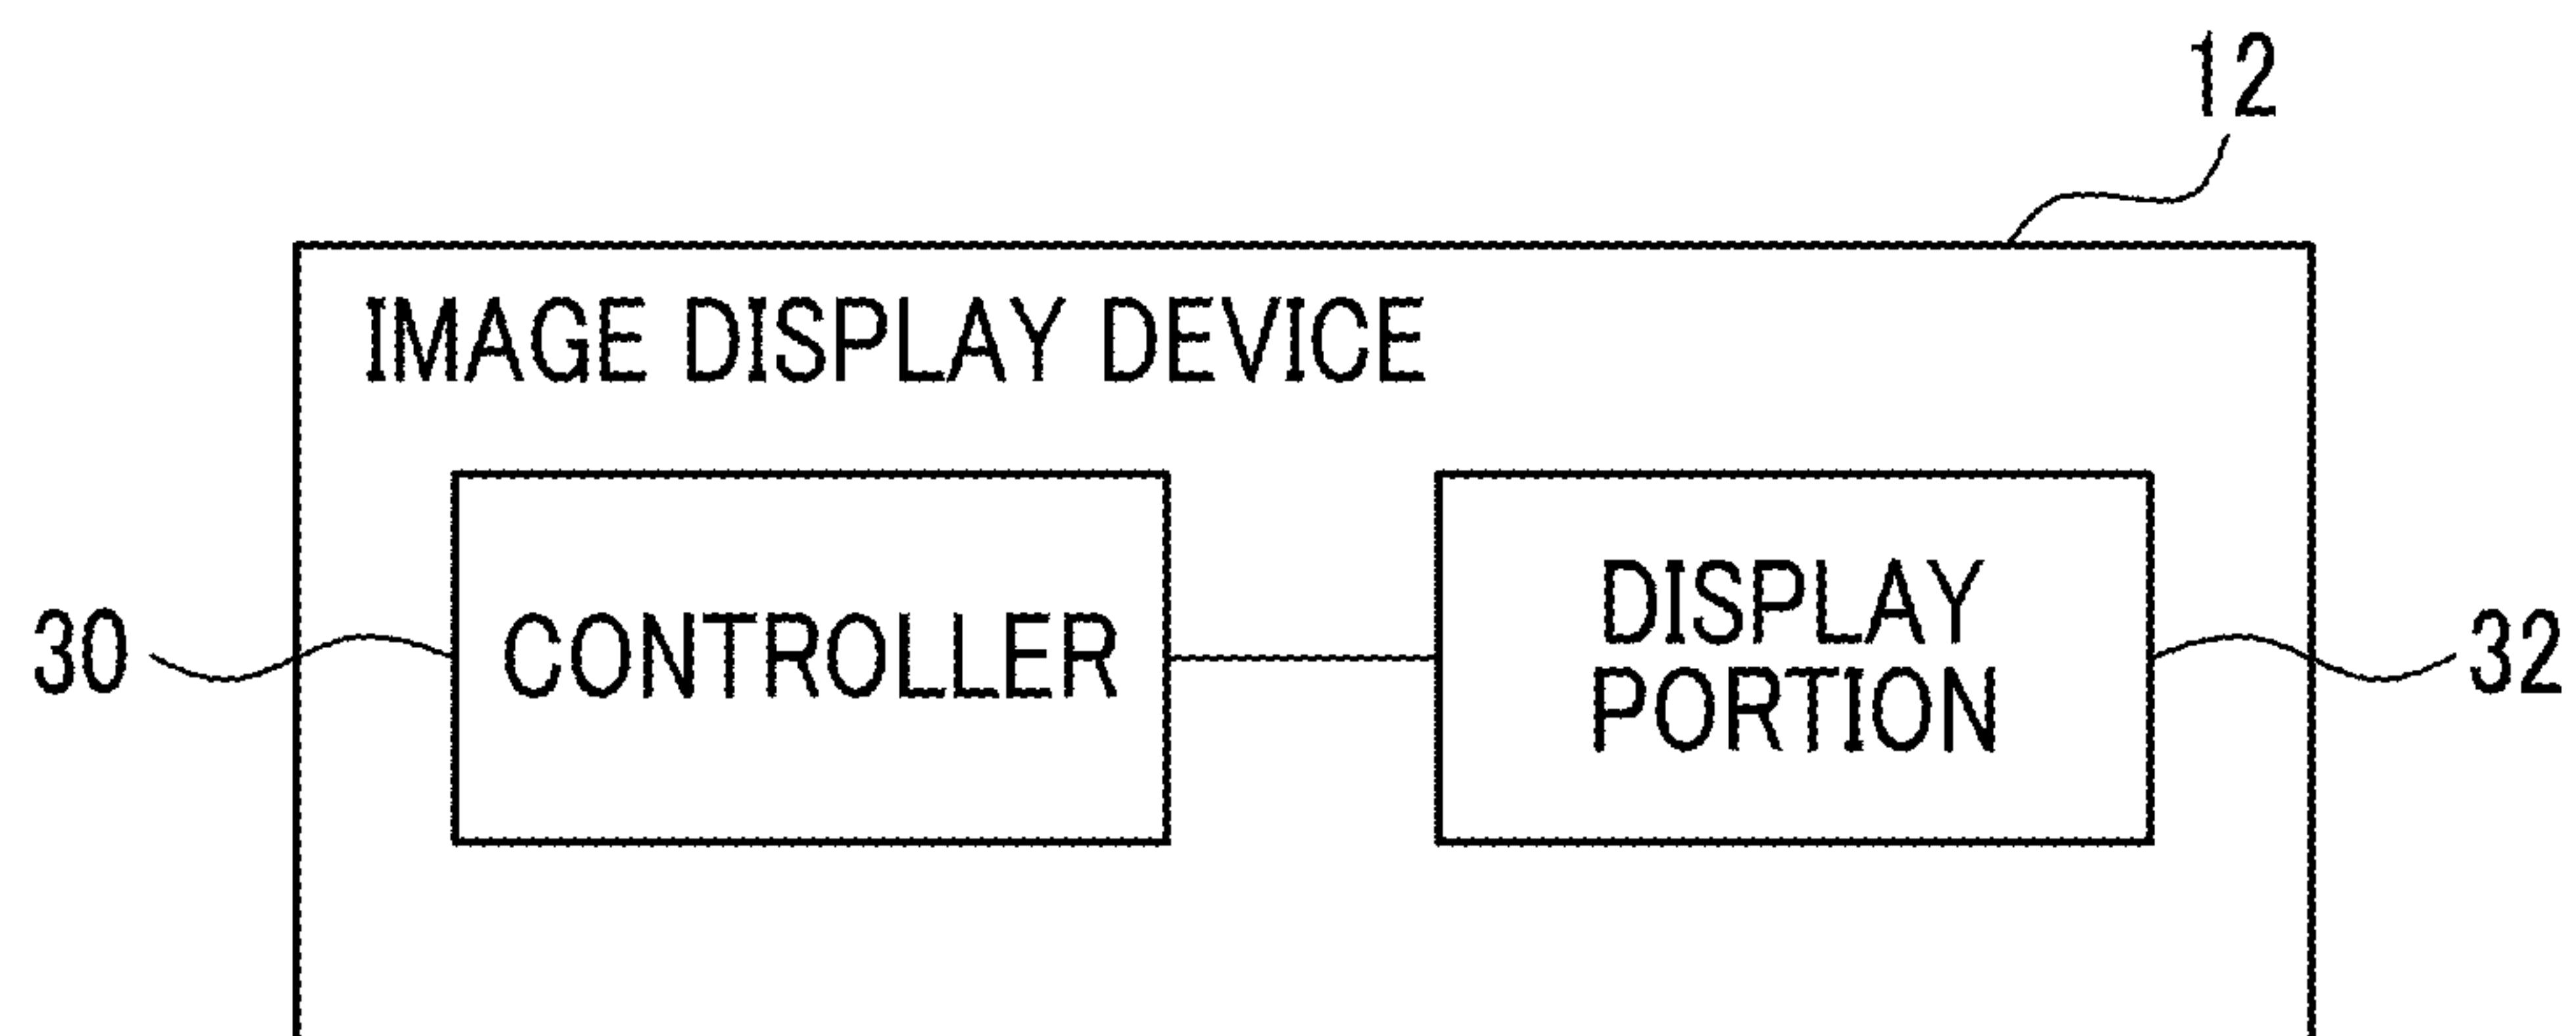 12
IMAGE DISPLAY DEVICE
30
CONTROLLER
DISPLAY
PORTION
32